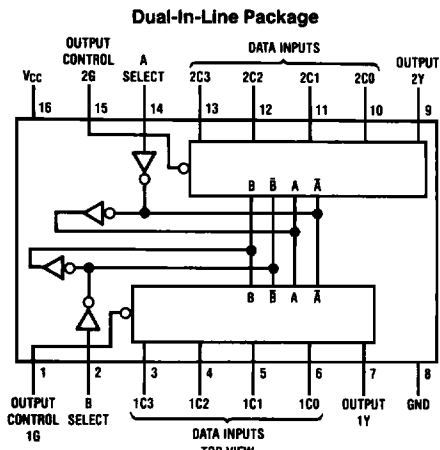 Dual-In-Line Package
OUTPUT CONTROL 2G
A SELECT
DATA INPUTS
OUTPUT 2Y
VCC
2C3 2C2 2C1 2C0
16 15 14 13 12 11 10 9
B B̄ A Ā
B B̄ A Ā
1 2 3 4 5 6 7 8
OUTPUT CONTROL 1G
B SELECT
1C3 1C2 1C1 1C0
OUTPUT 1Y
GND
DATA INPUTS
TOP VIEW